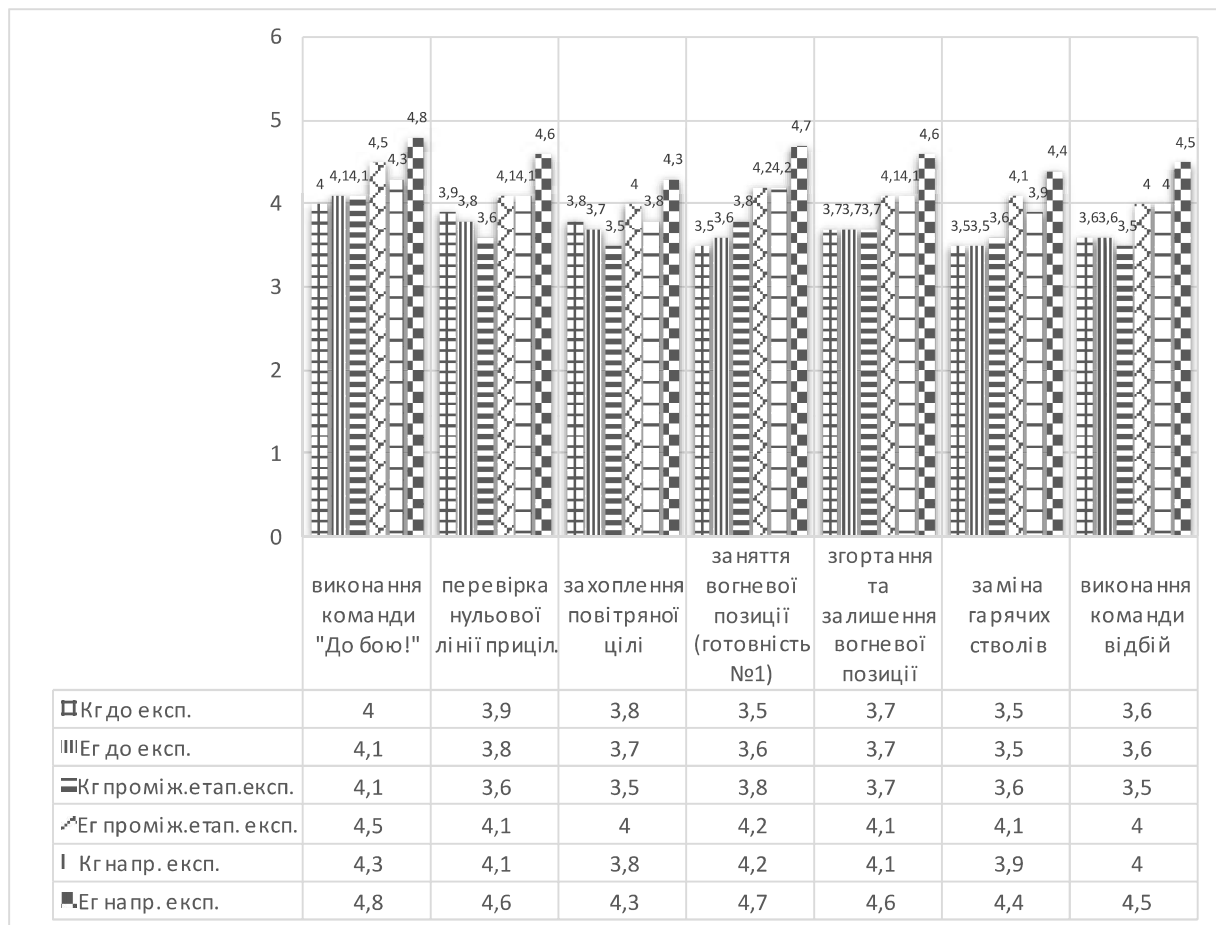 6
5
4
3
2
1
0
4 4,1 4,1 4,5 4,3 4,8
3,9 3,8 3,6 4,1 4,1 4,6
3,8 3,7 3,5 4 3,8 4,3
3,5 3,6 3,8 4,2 4,2 4,7
3,7 3,7 3,7 4,1 4,1 4,6
3,5 3,5 3,6 4,1 3,9 4,4
3,6 3,6 3,5 4 4 4,5
виконання
команди
"До бою!"
перевірка
нульової
лінії приціл.
захоплення
повітряної
цілі
заняття
вогневої
позиції
(готовність
№1)
згортання
та
залишення
вогневої
позиції
заміна
гарячих
стволів
виконання
команди
відбій
Кг до експ. 4 3,9 3,8 3,5 3,7 3,5 3,6
Ег до експ. 4,1 3,8 3,7 3,6 3,7 3,5 3,6
Кг проміж.етап.експ. 4,1 3,6 3,5 3,8 3,7 3,6 3,5
Ег проміж.етап. експ. 4,5 4,1 4 4,2 4,1 4,1 4
Кг напр. експ. 4,3 4,1 3,8 4,2 4,1 3,9 4
Ег напр. експ. 4,8 4,6 4,3 4,7 4,6 4,4 4,5